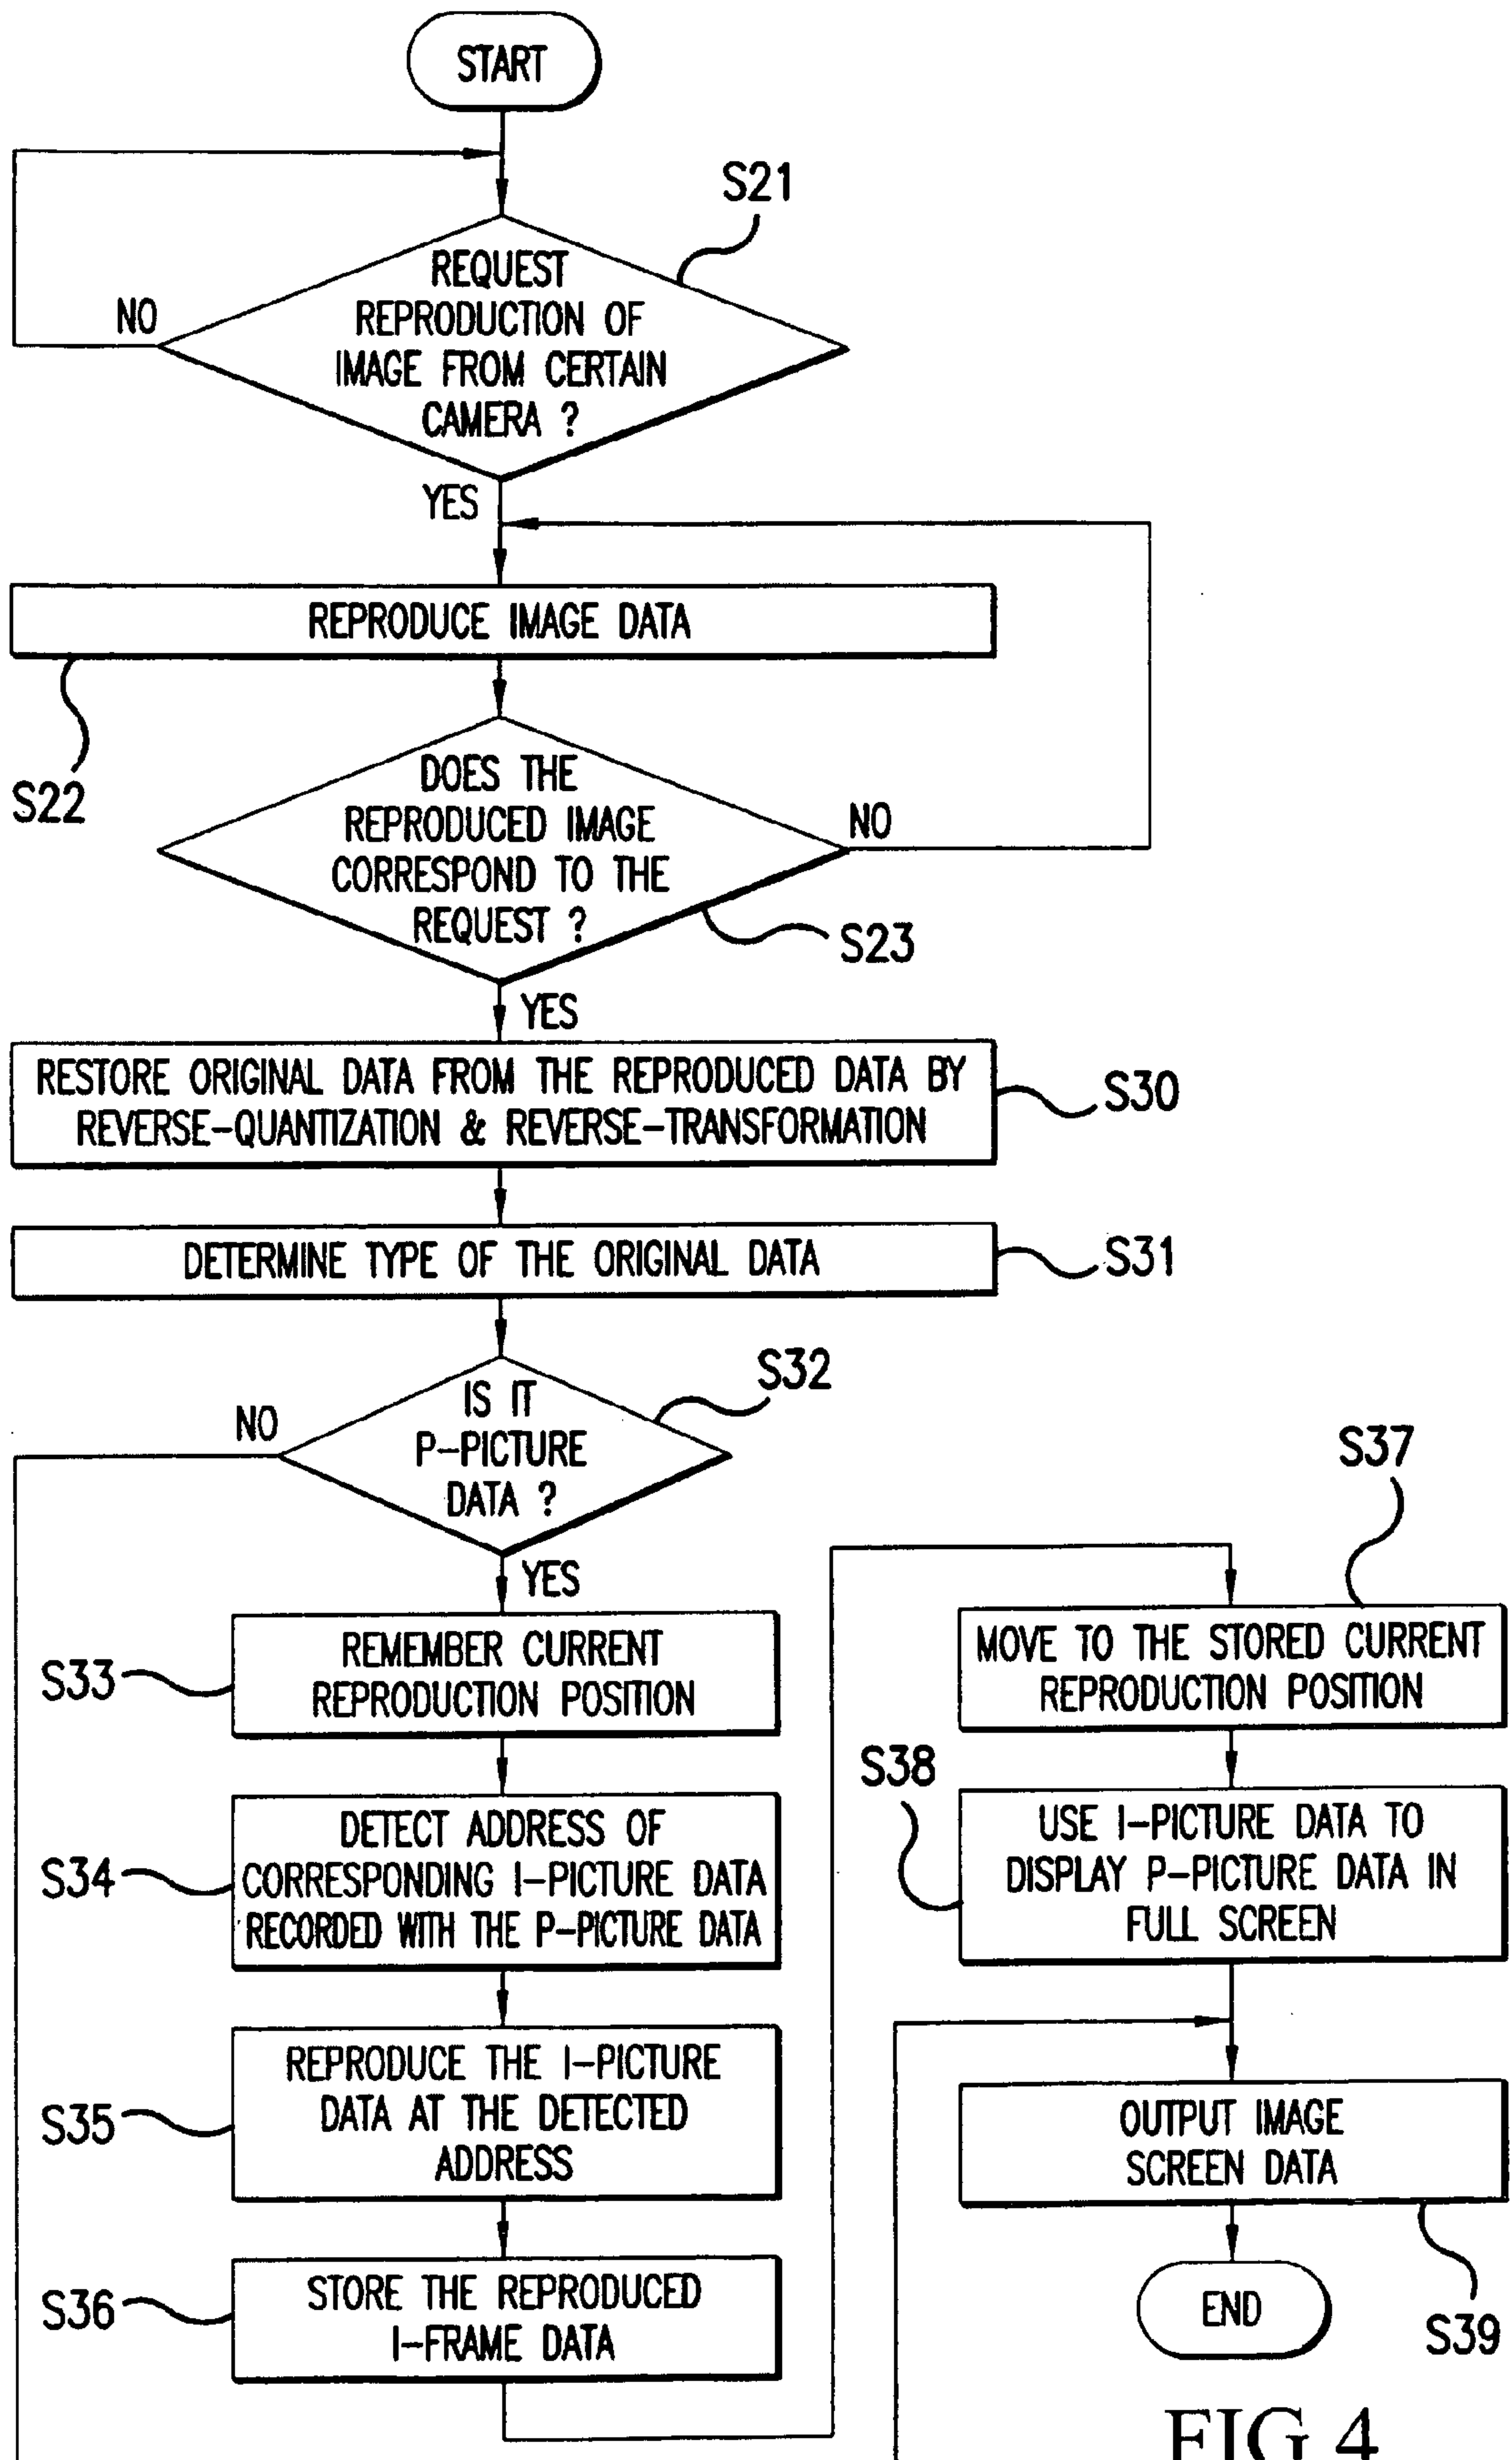 START
S21
REQUEST
REPRODUCTION OF
IMAGE FROM CERTAIN
CAMERA ?
NO
YES
REPRODUCE IMAGE DATA
S22
DOES THE
REPRODUCED IMAGE
CORRESPOND TO THE
REQUEST ?
NO
S23
YES
RESTORE ORIGINAL DATA FROM THE REPRODUCED DATA BY
REVERSE-QUANTIZATION & REVERSE-TRANSFORMATION
S30
DETERMINE TYPE OF THE ORIGINAL DATA
S31
IS IT
P-PICTURE
DATA ?
S32
NO
YES
REMEMBER CURRENT
REPRODUCTION POSITION
S33
DETECT ADDRESS OF
CORRESPONDING I-PICTURE DATA
RECORDED WITH THE P-PICTURE DATA
S34
REPRODUCE THE I-PICTURE
DATA AT THE DETECTED
ADDRESS
S35
STORE THE REPRODUCED
I-FRAME DATA
S36
S37
MOVE TO THE STORED CURRENT
REPRODUCTION POSITION
S38
USE I-PICTURE DATA TO
DISPLAY P-PICTURE DATA IN
FULL SCREEN
OUTPUT IMAGE
SCREEN DATA
S39
END
FIG.4